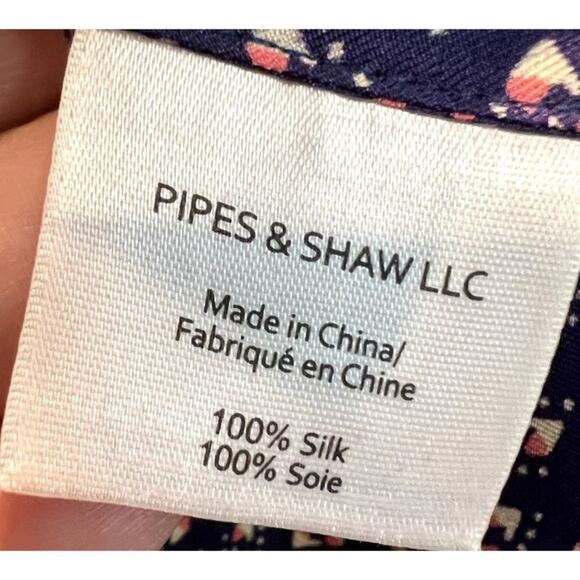 PIPES & SHAW LLC
Made in China/
Fabriqué en Chine
100% Silk
100% Soie